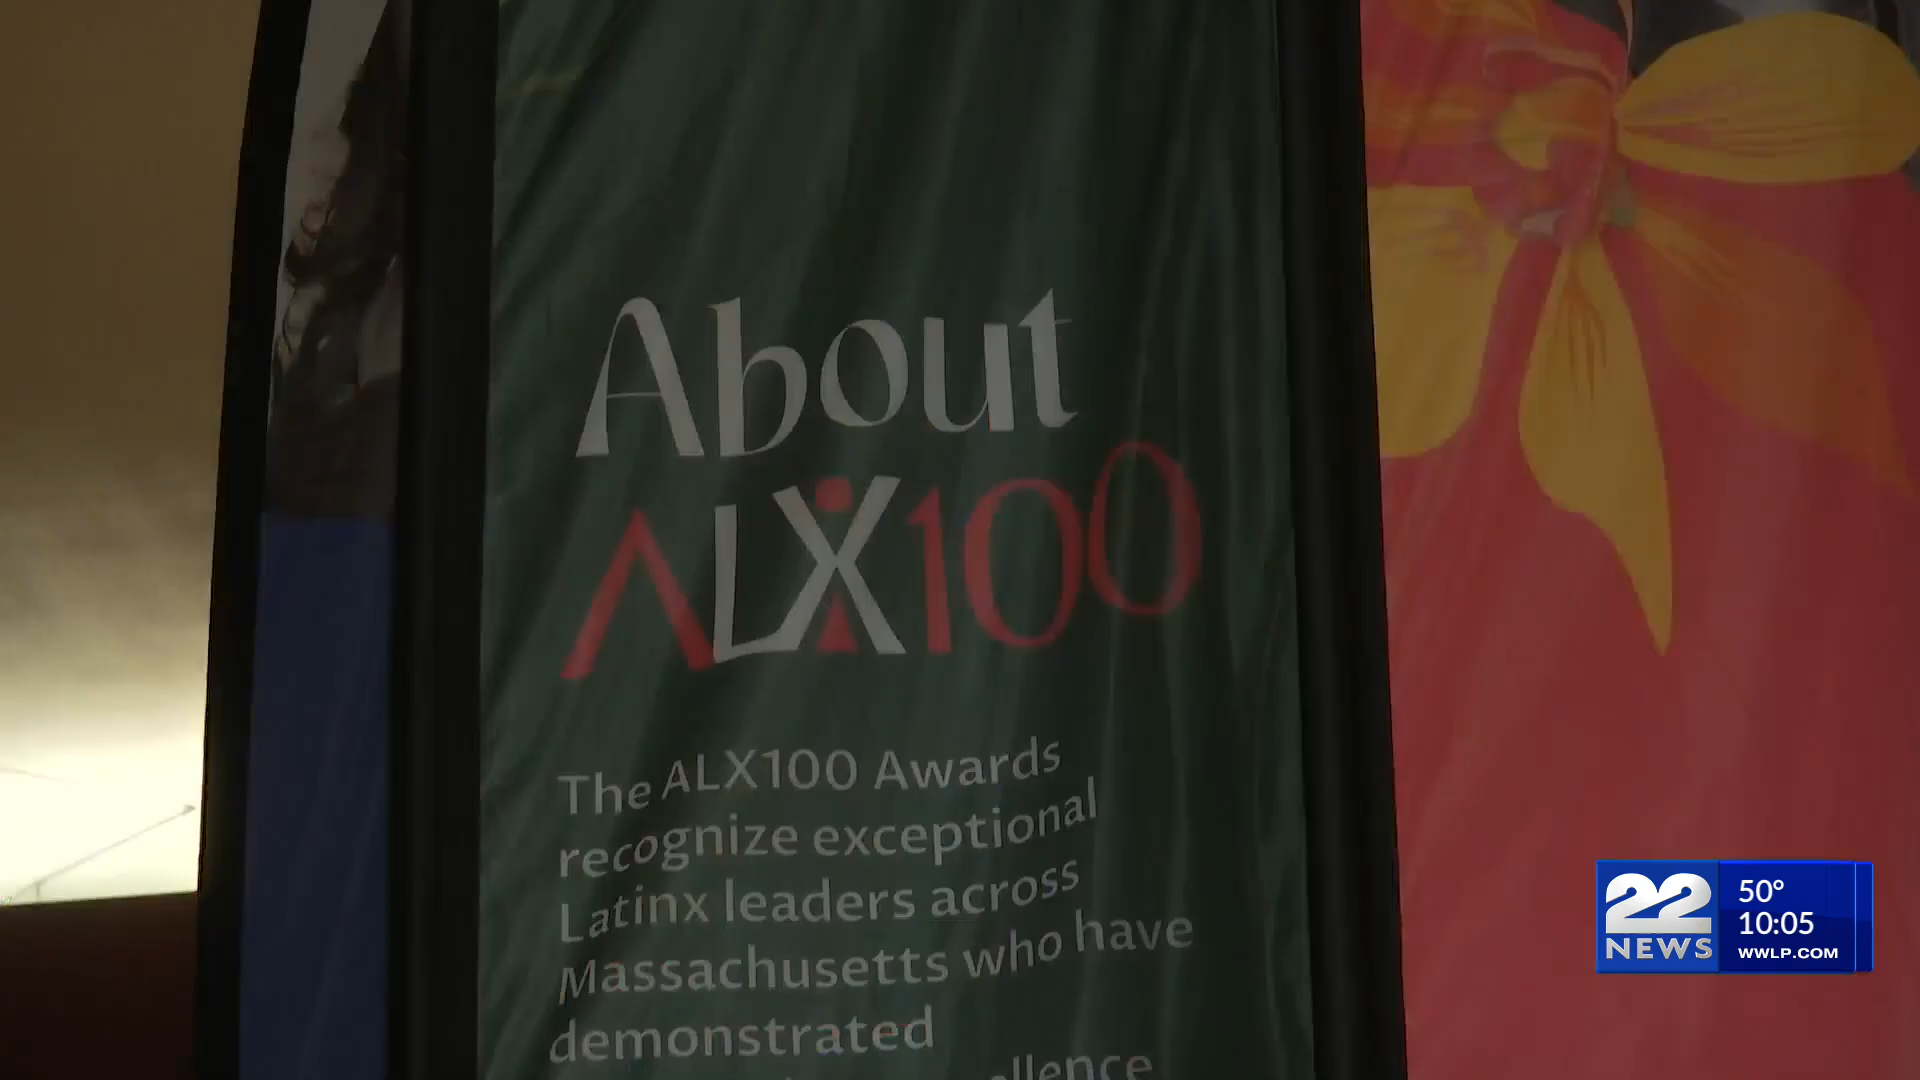 About
ALX100
The ALX100 Awards
recognize exceptional
Latinx leaders across
Massachusetts who have
demonstrated
22
NEWS
50°
10:05
WWLP.COM